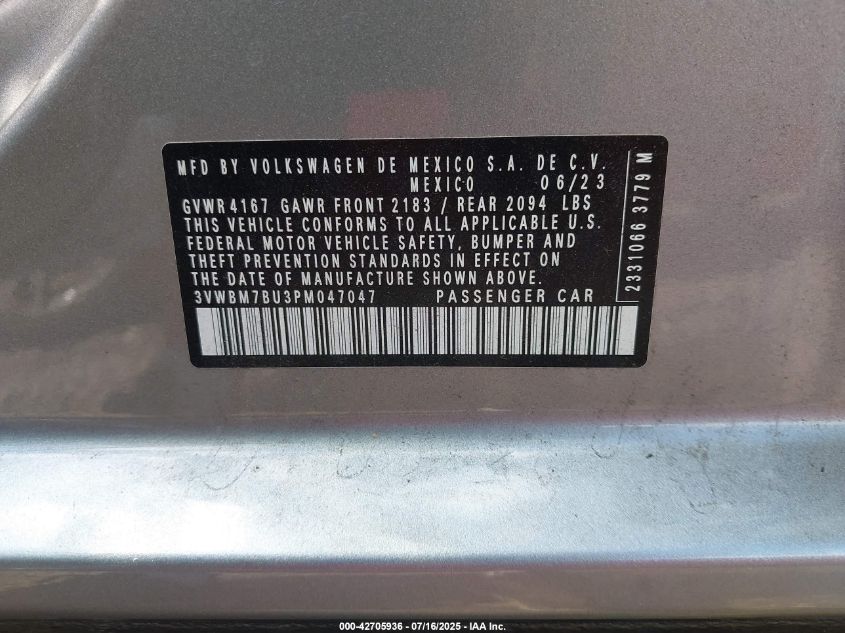 MFD BY VOLKSWAGEN DE MEXICO S.A. DE C.V.
MEXICO 06/23
GVWR 4167 GAWR FRONT 2183 / REAR 2094 LBS
THIS VEHICLE CONFORMS TO ALL APPLICABLE U.S.
FEDERAL MOTOR VEHICLE SAFETY, BUMPER AND
THEFT PREVENTION STANDARDS IN EFFECT ON
THE DATE OF MANUFACTURE SHOWN ABOVE.
3VWBM7BU3PM047047 PASSENGER CAR
2331066 3779 M
000-42705936 - 07/16/2025 - IAA Inc.